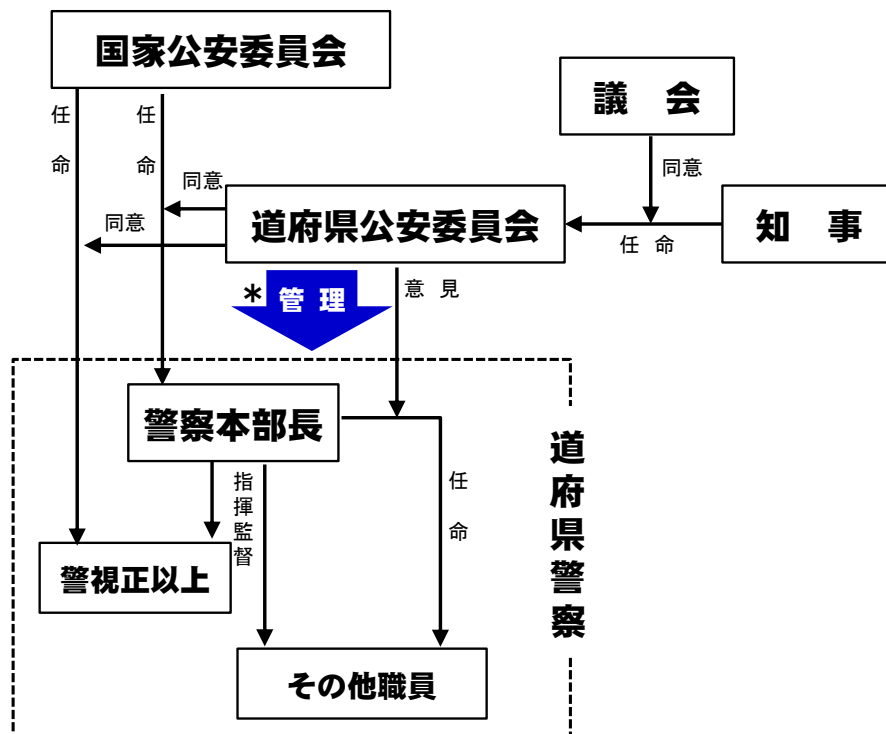 国家公安委員会
議　会
任命
任命
同意
同意
同意
道府県公安委員会
知　事
任 命
* 管 理
意 見
警察本部長
道府県警察
指揮監督
任命
警視正以上
その他職員